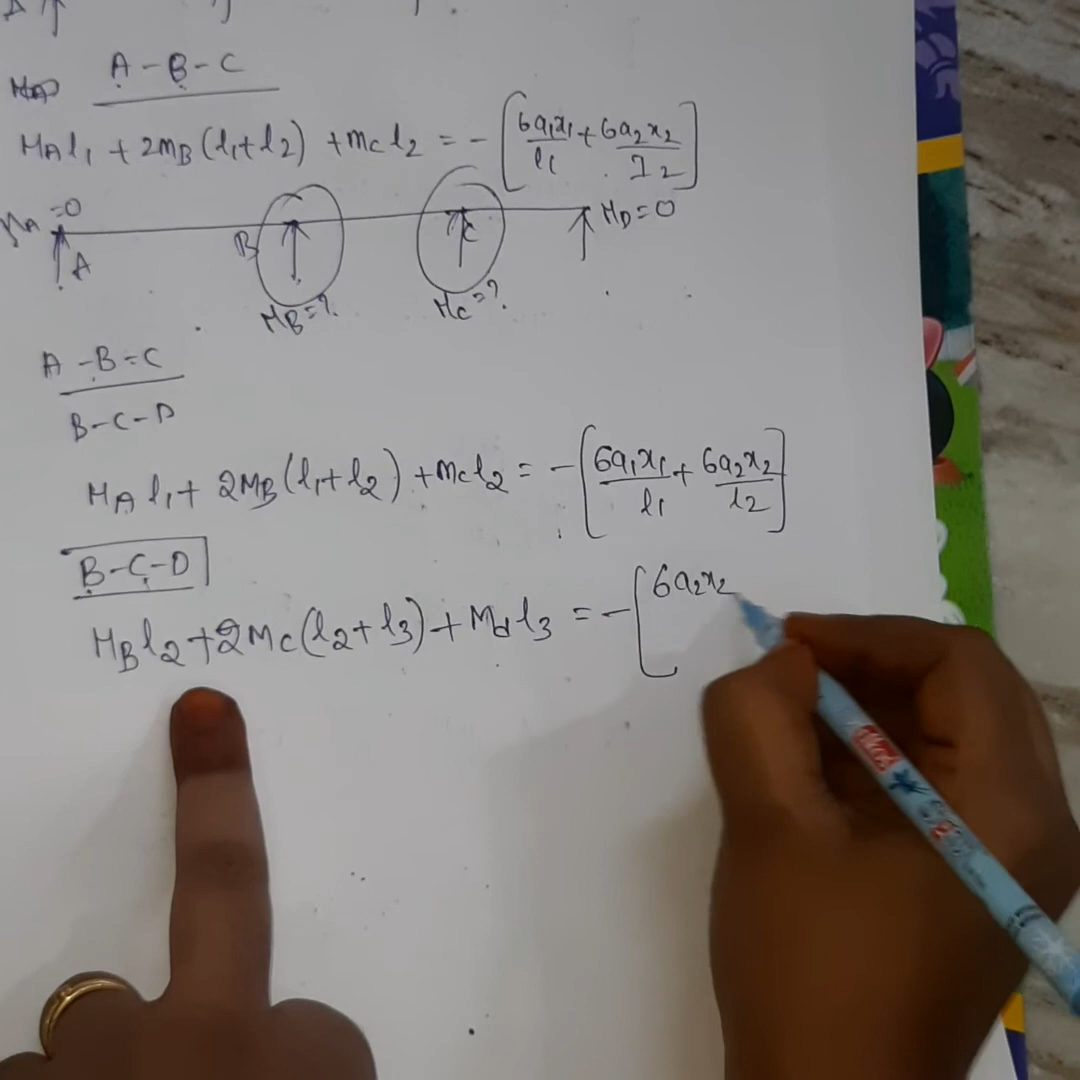 A - B - C
MA l1 + 2MB (l1 + l2) + Mc l2 = - [6a1x1/l1 + 6a2x2/I2]
MA = 0
MD = 0
A
B
C
MB = ?
MC = ?
A - B = C
B - C - D
MA l1 + 2MB (l1 + l2) + Mc l2 = - [6a1x1/l1 + 6a2x2/l2]
B - C - D
MB l2 + 2Mc (l2 + l3) + Md l3 = - [6a2x2